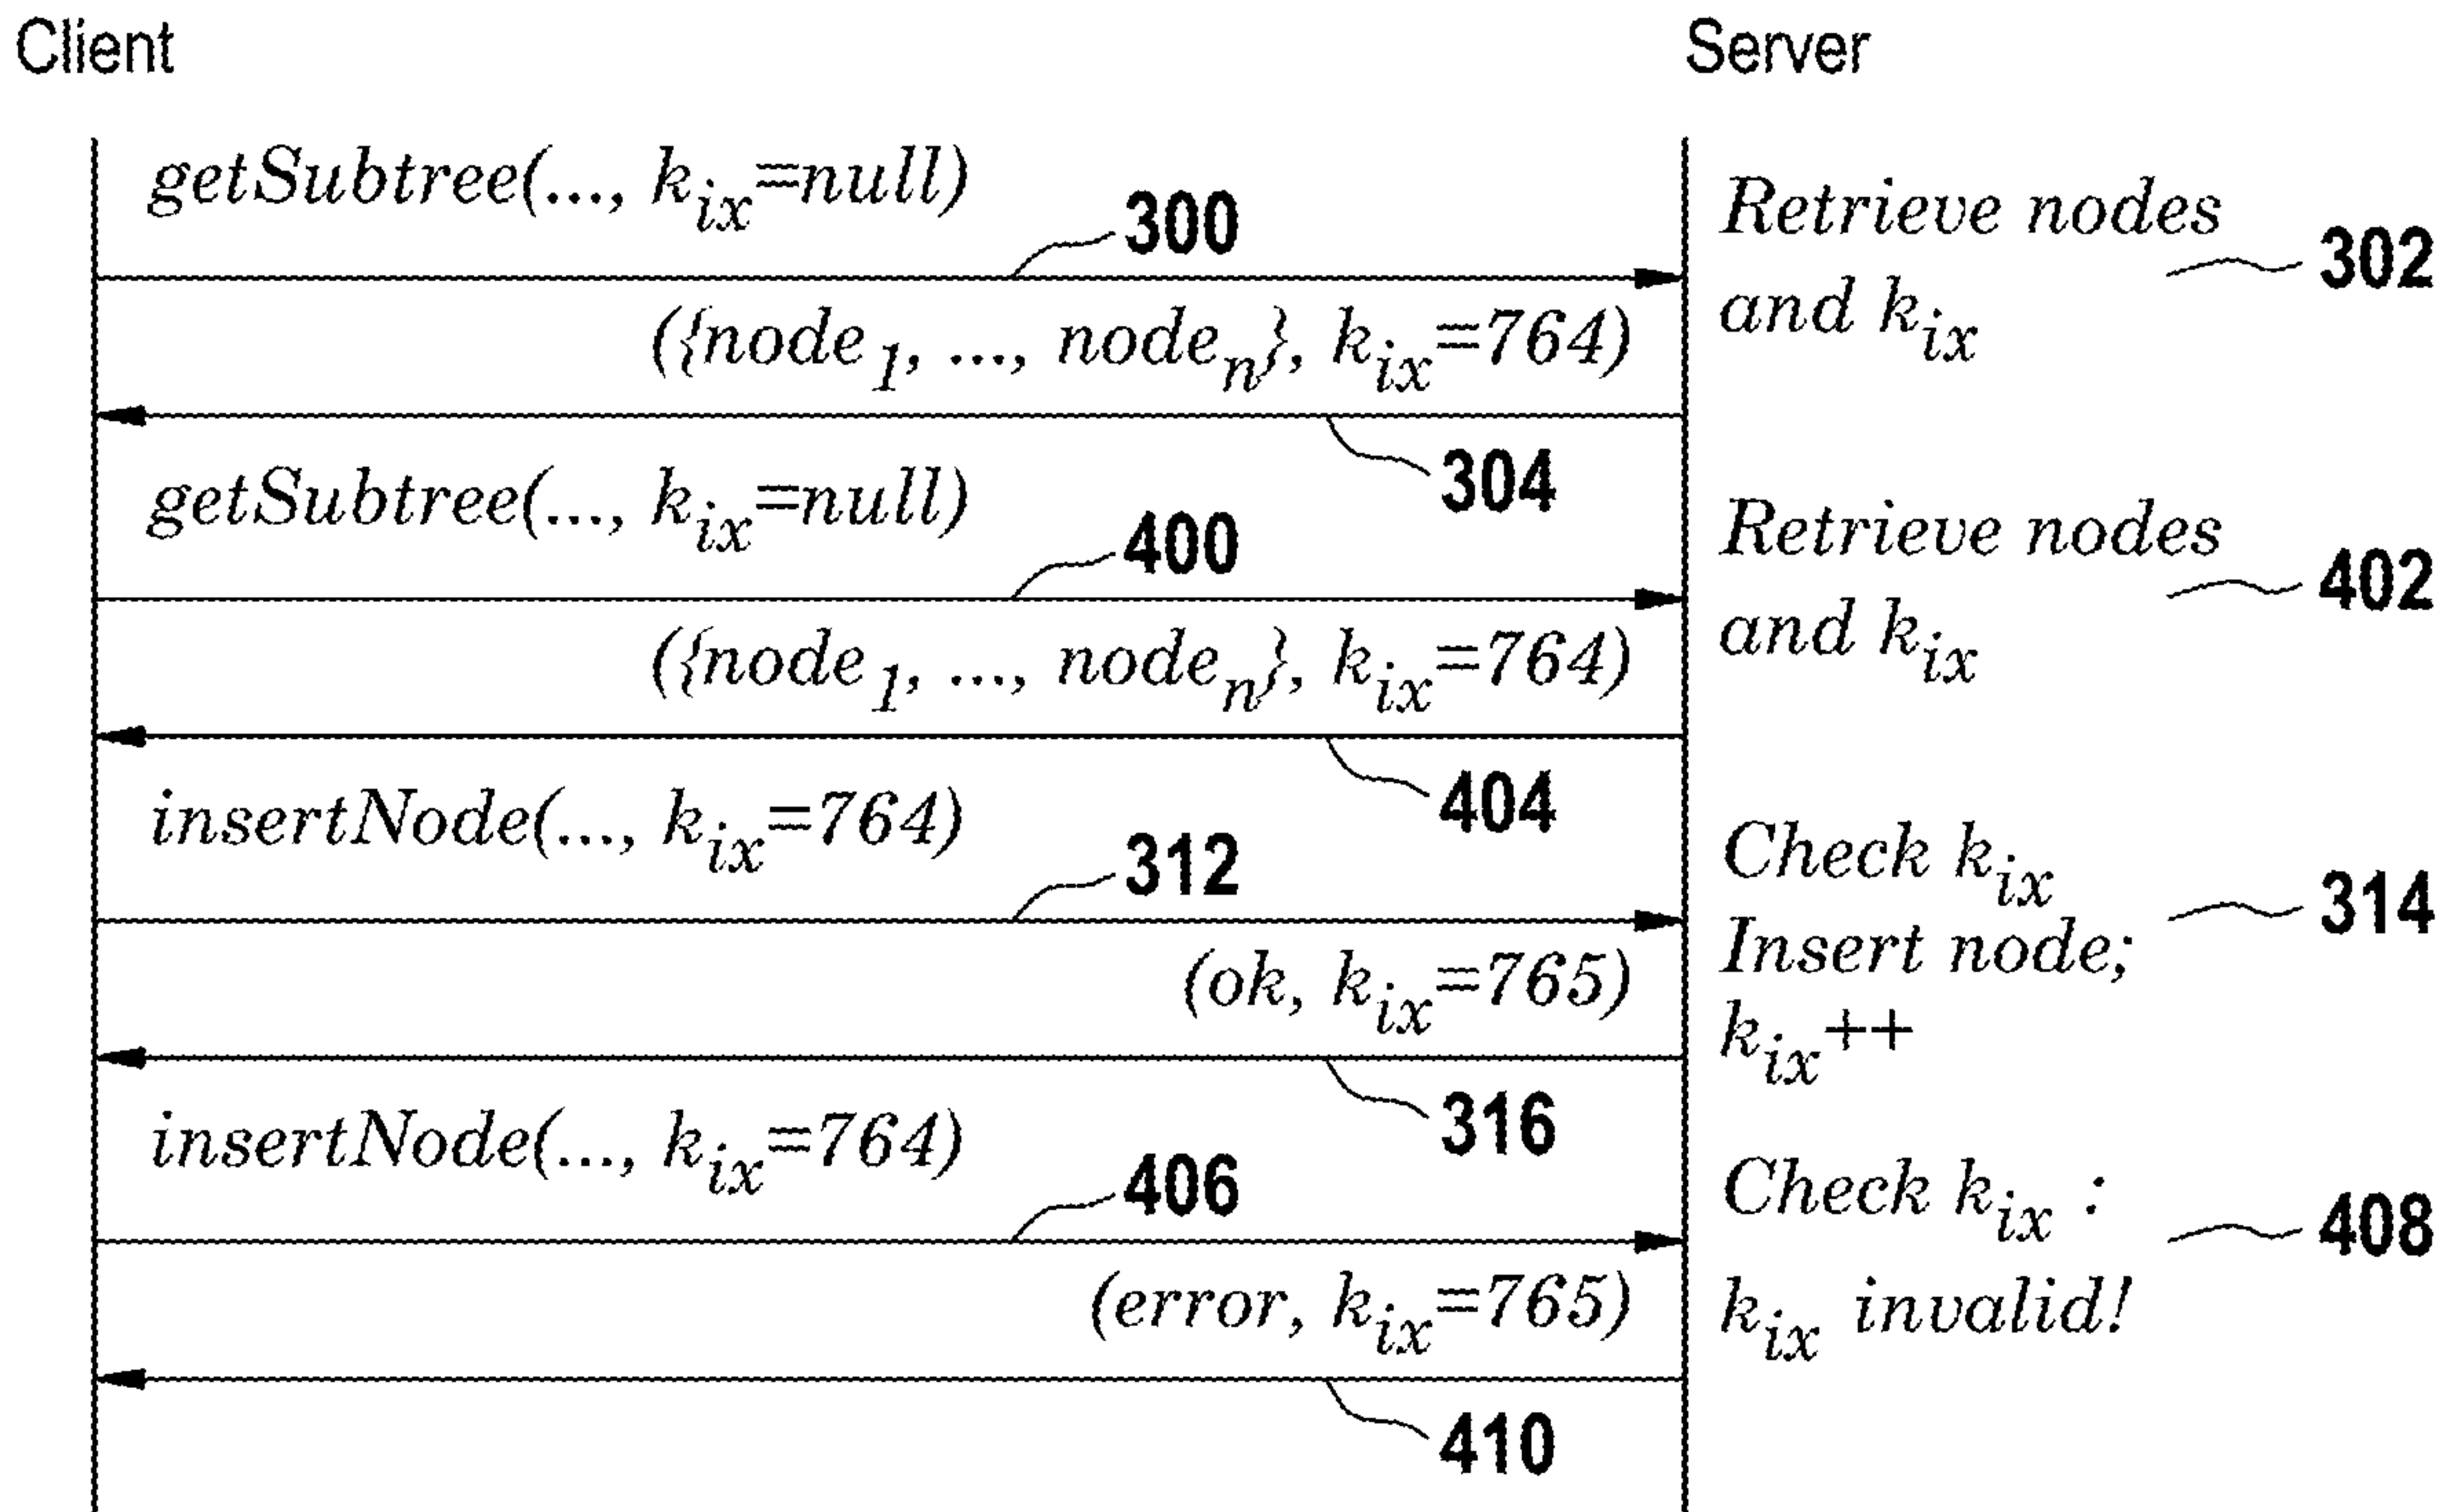 Client
Server
getSubtree(..., k_ix=null)
300
Retrieve nodes
and k_ix
302
({node_1, ..., node_n}, k_ix=764)
304
getSubtree(..., k_ix=null)
400
Retrieve nodes
and k_ix
402
({node_1, ..., node_n}, k_ix=764)
404
insertNode(..., k_ix=764)
312
Check k_ix
Insert node;
k_ix++
314
(ok, k_ix=765)
316
insertNode(..., k_ix=764)
406
Check k_ix :
k_ix invalid!
408
(error, k_ix=765)
410